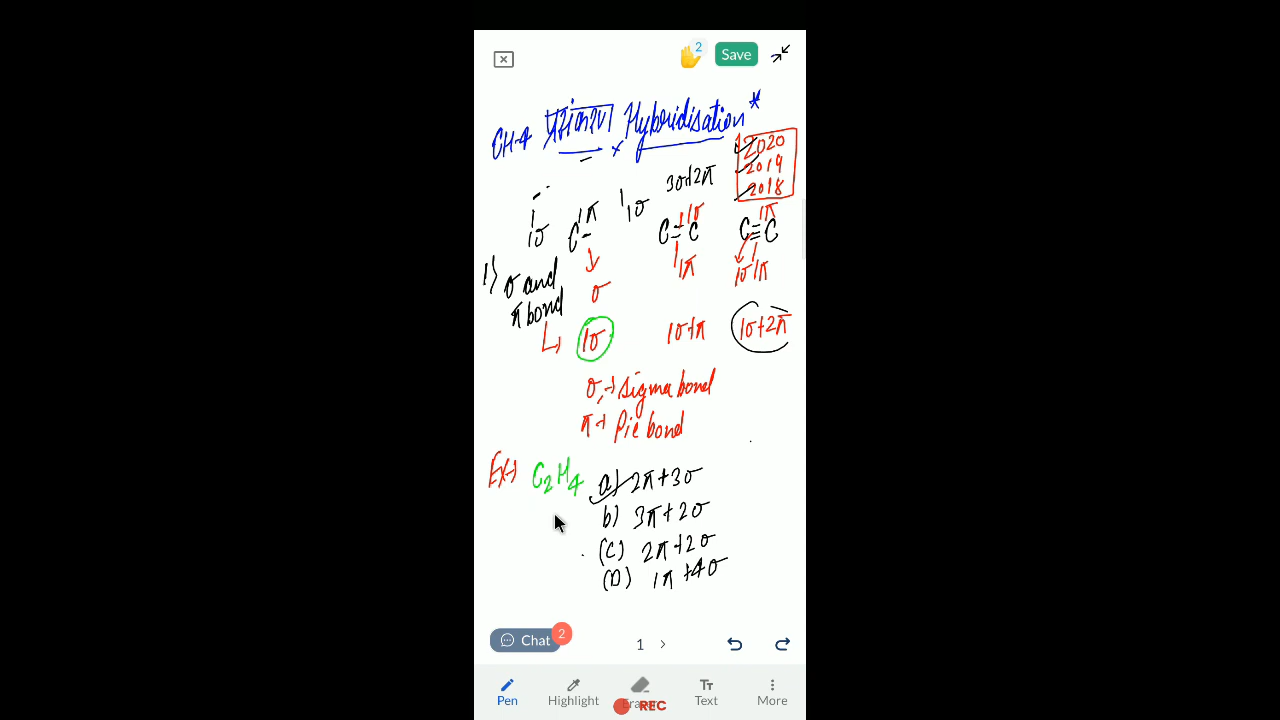 2
Save
CH-4 Hybridisation *
2020
2019
2018
3σ+2π
1σ
1π
1σ
C
1π
1σ
C=C
C≡C
1π
1σ 1π
σ
1) σ and
π bond
1σ
1σ+1π
1σ+2π
σ,→ sigma bond
π→ Pie bond
Ex→ C2H4 a) 2π+3σ
b) 3π+2σ
(C) 2π+2σ
(D) 1π+4σ
Chat 2
1 >
Pen
Highlight
Eraser
Text
More
REC